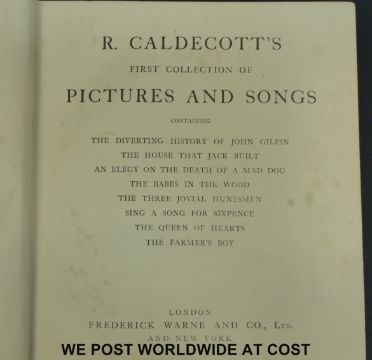 R. CALDECOTT'S
FIRST COLLECTION OF
PICTURES AND SONGS
CONTAINING
THE DIVERTING HISTORY OF JOHN GILPIN
THE HOUSE THAT JACK BUILT
AN ELEGY ON THE DEATH OF A MAD DOG
THE BABES IN THE WOOD
THE THREE JOVIAL HUNTSMEN
SING A SONG FOR SIXPENCE
THE QUEEN OF HEARTS
THE FARMER'S BOY
LONDON
FREDERICK WARNE AND CO., LTD.
AND NEW YORK
WE POST WORLDWIDE AT COST